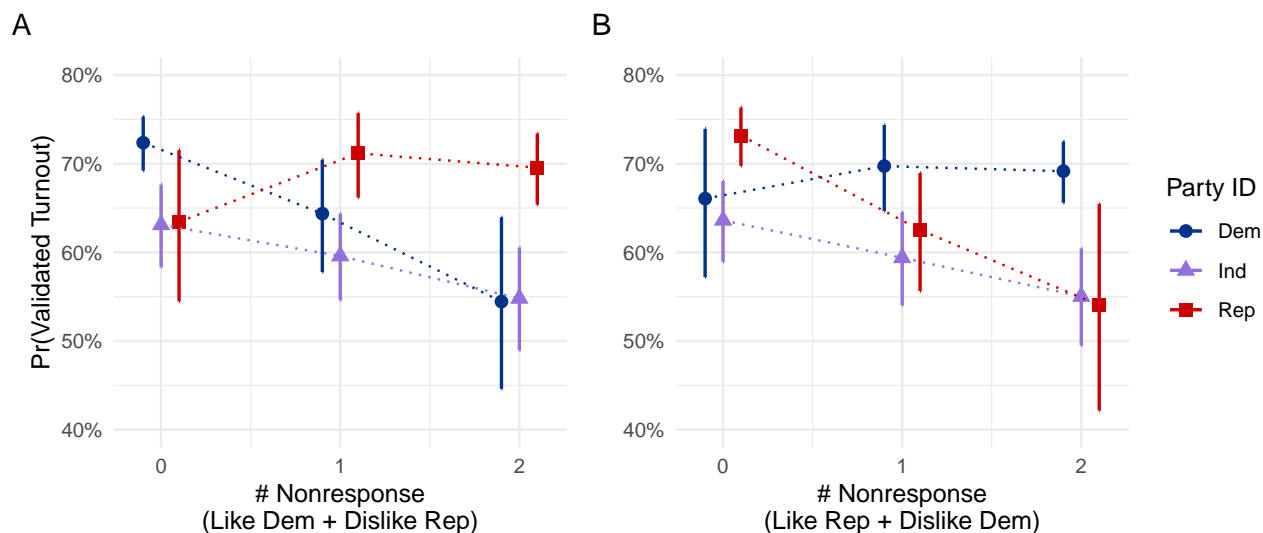 A
B
Pr(Validated Turnout)
80%
70%
60%
50%
40%
0
1
2
# Nonresponse
(Like Dem + Dislike Rep)
80%
70%
60%
50%
40%
0
1
2
# Nonresponse
(Like Rep + Dislike Dem)
Party ID
Dem
Ind
Rep